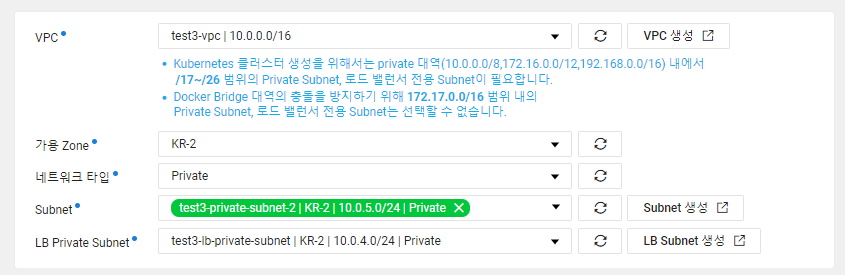 VPC test3-vpc | 10.0.0.0/16 VPC 생성
Kubernetes 클러스터 생성을 위해서는 private 대역(10.0.0.0/8,172.16.0.0/12,192.168.0.0/16) 내에서
/17~/26 범위의 Private Subnet, 로드 밸런서 전용 Subnet이 필요합니다.
Docker Bridge 대역의 충돌을 방지하기 위해 172.17.0.0/16 범위 내의
Private Subnet, 로드 밸런서 전용 Subnet는 선택할 수 없습니다.
가용 Zone KR-2
네트워크 타입 Private
Subnet test3-private-subnet-2 | KR-2 | 10.0.5.0/24 | Private Subnet 생성
LB Private Subnet test3-lb-private-subnet | KR-2 | 10.0.4.0/24 | Private LB Subnet 생성